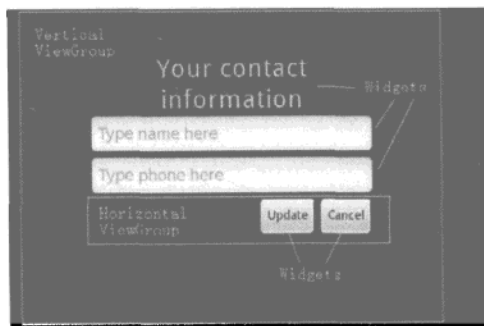 Vertical
ViewGroup
Your contact
information
Widgets
Type name here
Type phone here
Horizontal
ViewGroup
Update
Cancel
Widgets